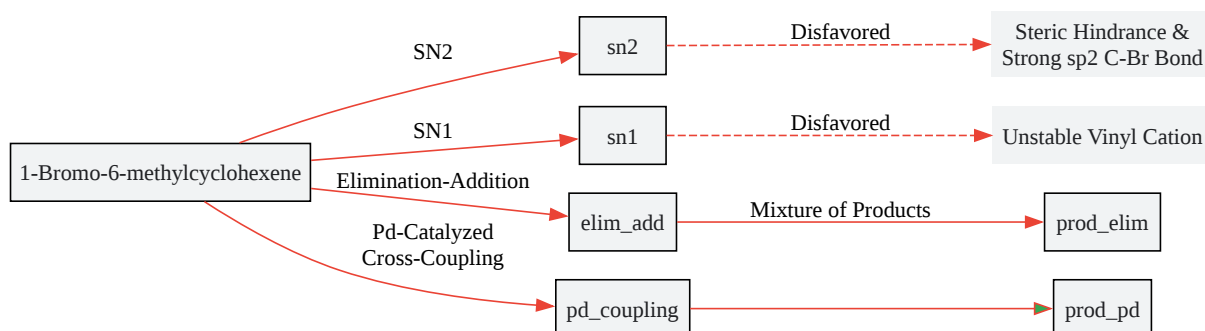 SN2
sn2
Disfavored
Steric Hindrance &
Strong sp2 C-Br Bond
SN1
sn1
Disfavored
Unstable Vinyl Cation
1-Bromo-6-methylcyclohexene
Elimination-Addition
elim_add
Mixture of Products
prod_elim
Pd-Catalyzed
Cross-Coupling
pd_coupling
prod_pd